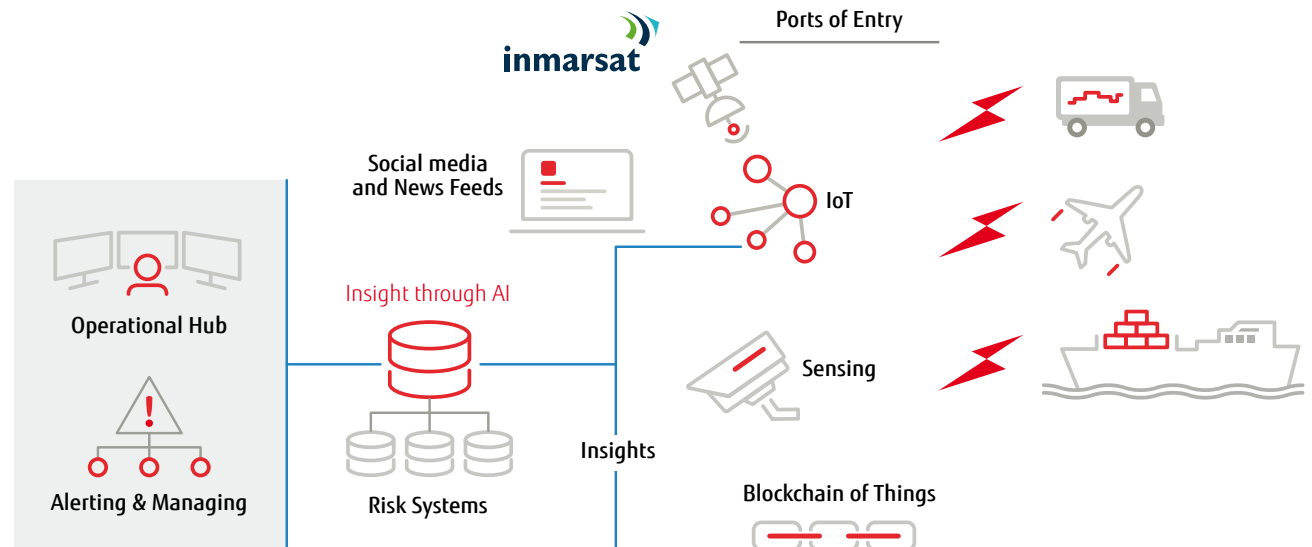 inmarsat
Ports of Entry
Social media
and News Feeds
IoT
Insight through AI
Operational Hub
Sensing
Insights
Risk Systems
Alerting & Managing
!
Blockchain of Things